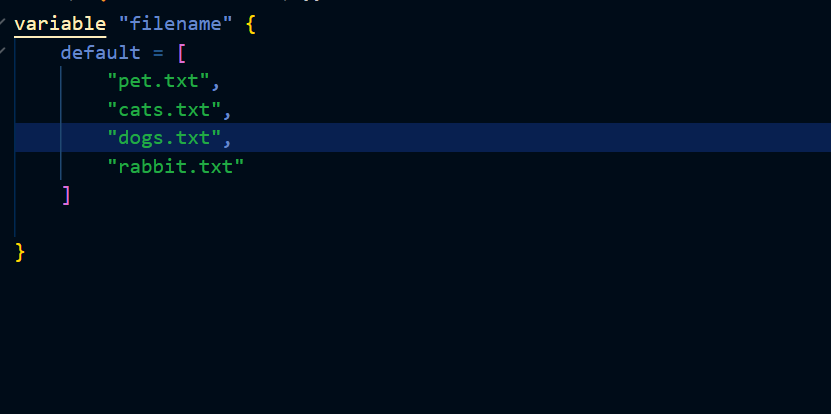 variable "filename" {
    default = [
        "pet.txt",
        "cats.txt",
        "dogs.txt",
        "rabbit.txt"
    ]

}